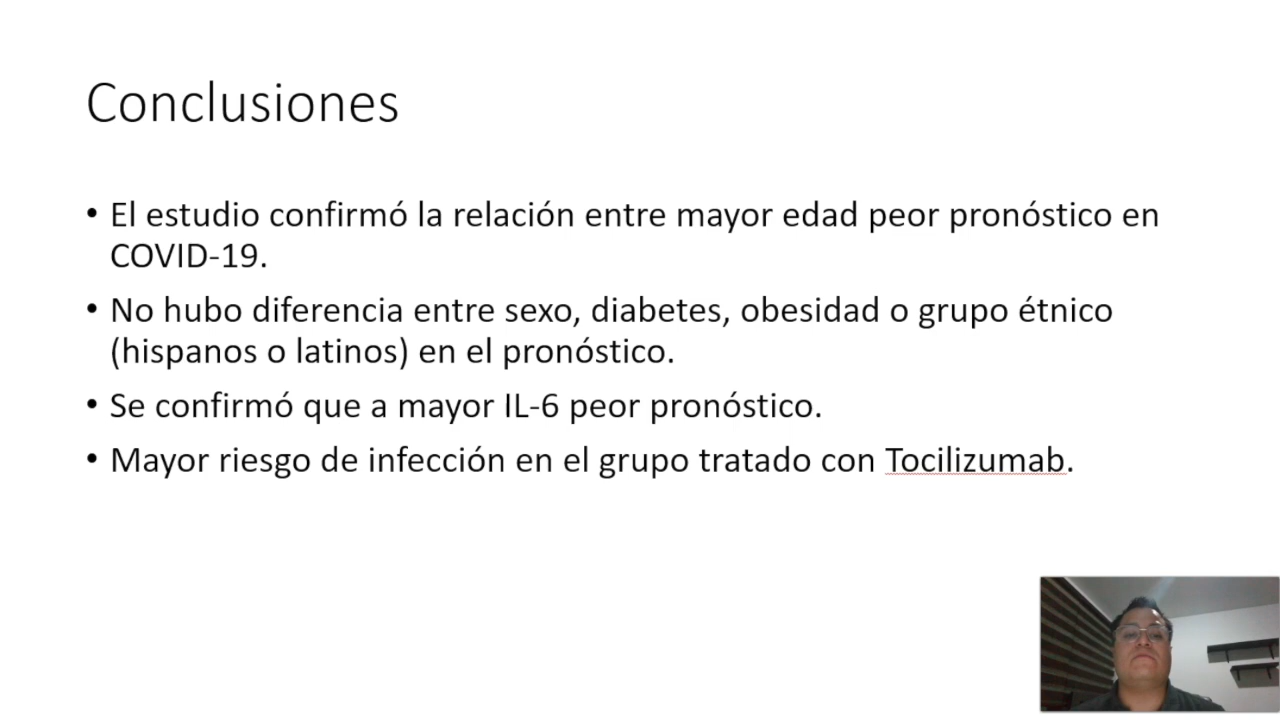 Conclusiones
• El estudio confirmó la relación entre mayor edad peor pronóstico en
COVID-19.
• No hubo diferencia entre sexo, diabetes, obesidad o grupo étnico
(hispanos o latinos) en el pronóstico.
• Se confirmó que a mayor IL-6 peor pronóstico.
• Mayor riesgo de infección en el grupo tratado con Tocilizumab.